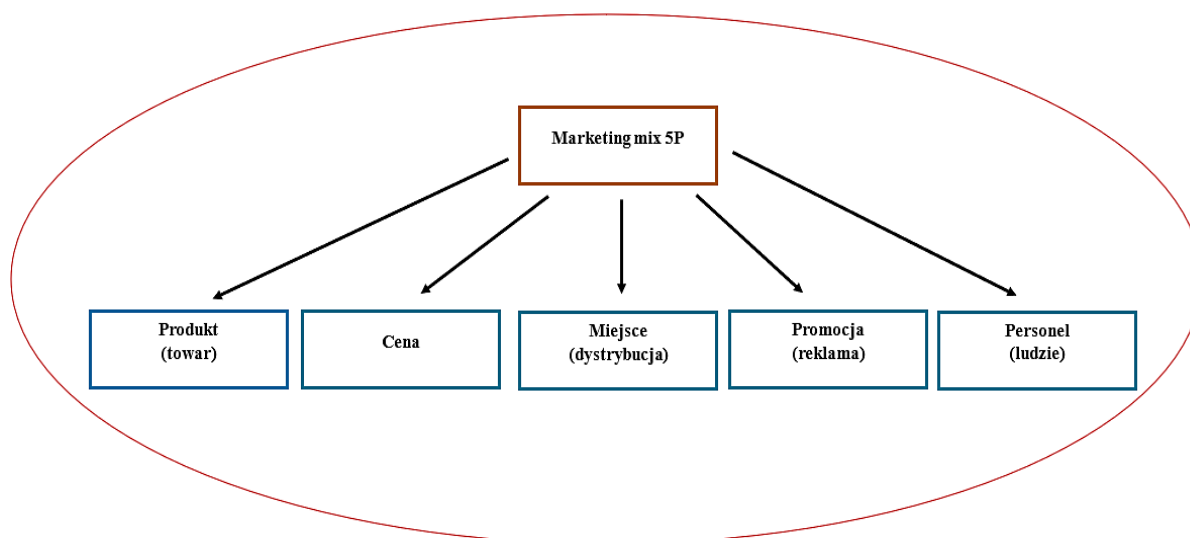 Marketing mix 5P
Produkt
(towar)
Cena
Miejsce
(dystrybucja)
Promocja
(reklama)
Personel
(ludzie)